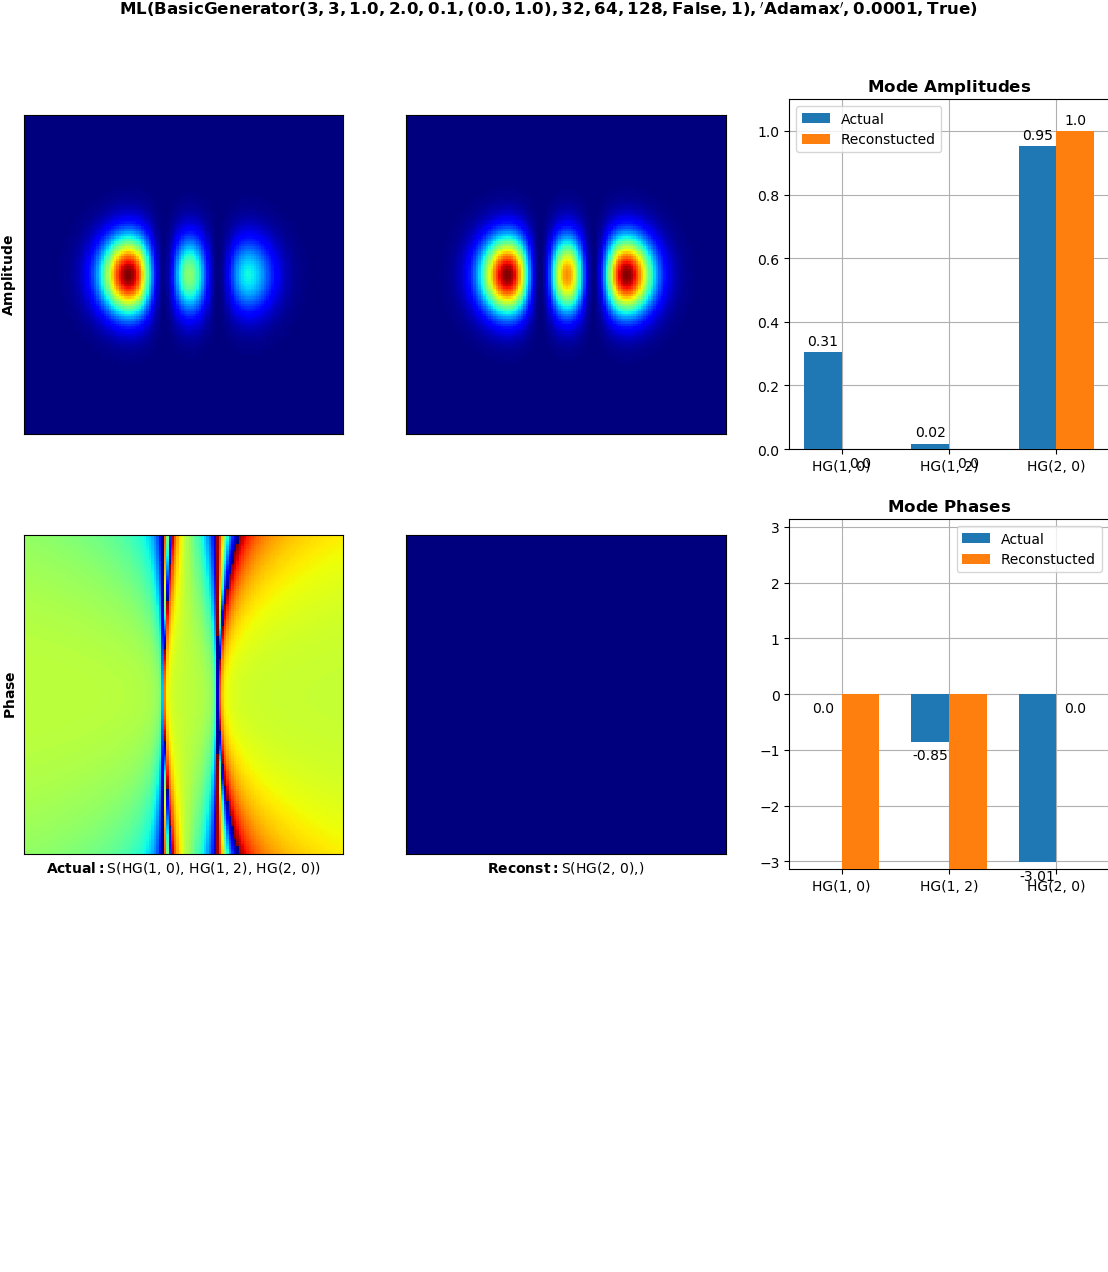 ML(BasicGenerator(3, 3, 1.0, 2.0, 0.1, (0.0, 1.0), 32, 64, 128, False, 1), ′Adamax′, 0.0001, True)
Amplitude
Mode Amplitudes
Actual
Reconstucted
1.0
0.8
0.6
0.4
0.2
0.0
0.31
0.0
0.02
0.0
0.95
1.0
HG(1, 0)
HG(1, 2)
HG(2, 0)
Phase
Actual: S(HG(1, 0), HG(1, 2), HG(2, 0))
Reconst: S(HG(2, 0),)
Mode Phases
Actual
Reconstucted
3
2
1
0
−1
−2
−3
0.0
-0.85
-3.01
0.0
HG(1, 0)
HG(1, 2)
HG(2, 0)